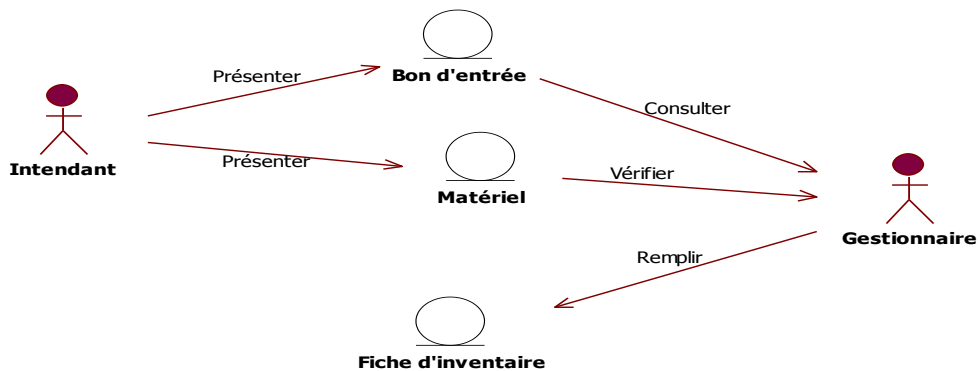 Présenter
Bon d'entrée
Consulter
Intendant
Présenter
Matériel
Vérifier
Gestionnaire
Remplir
Fiche d'inventaire